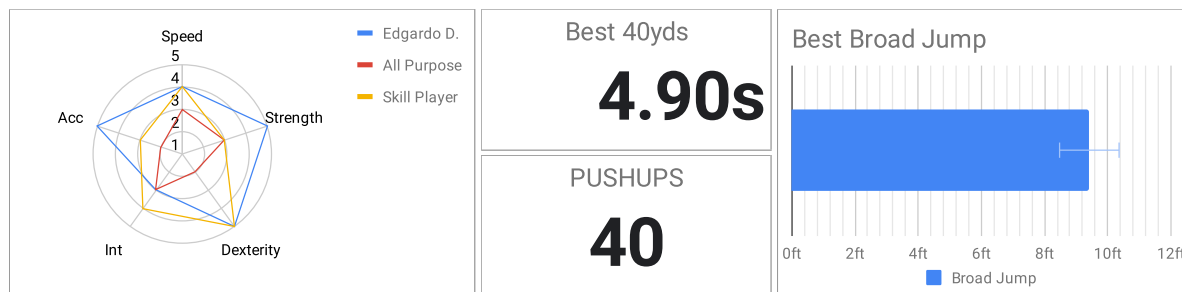 Speed
5
4
3
2
1
Acc
Strength
Int
Dexterity
Edgardo D.
All Purpose
Skill Player
Best 40yds
4.90s
PUSHUPS
40
Best Broad Jump
0ft 2ft 4ft 6ft 8ft 10ft 12ft
Broad Jump